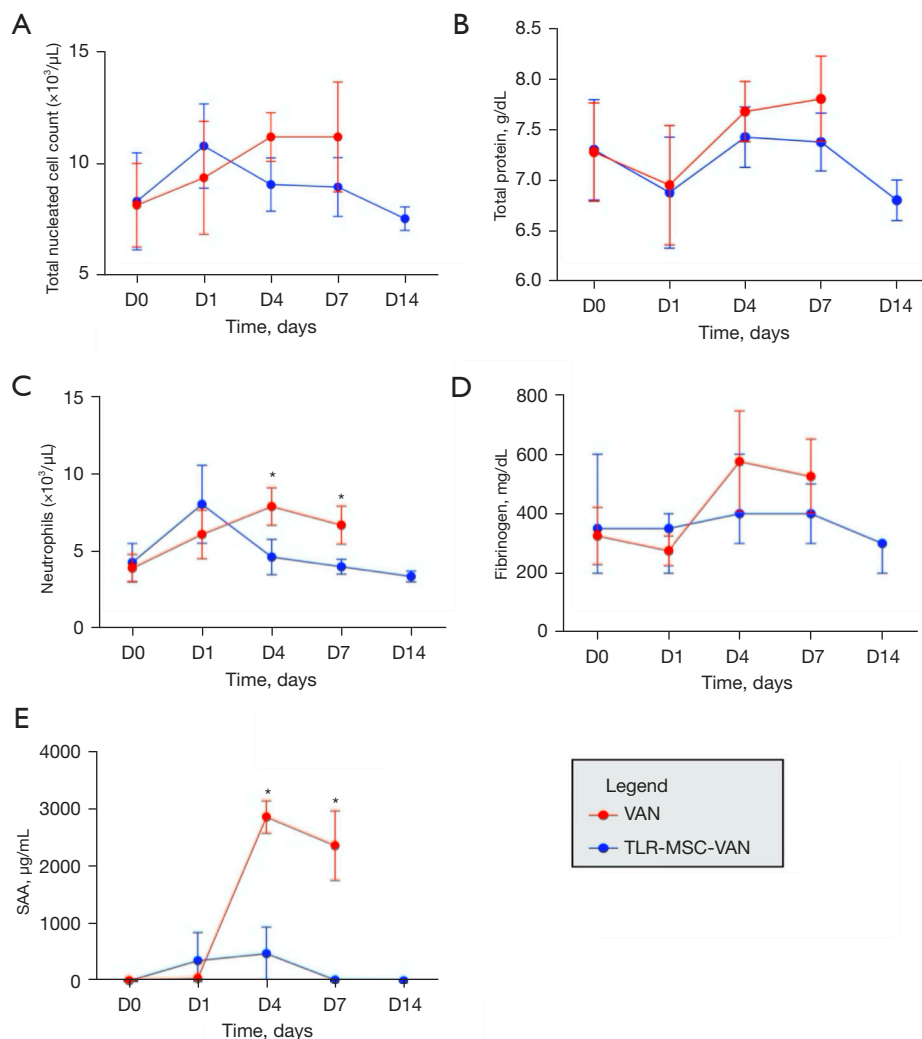 A
Total nucleated cell count (×10³/µL)
15
10
5
D0 D1 D4 D7 D14
Time, days
B
Total protein, g/dL
8.5
8.0
7.5
7.0
6.5
6.0
D0 D1 D4 D7 D14
Time, days
C
Neutrophils (×10³/µL)
15
10
5
0
* *
D0 D1 D4 D7 D14
Time, days
D
Fibrinogen, mg/dL
800
600
400
200
0
D0 D1 D4 D7 D14
Time, days
E
SAA, µg/mL
4000
3000
2000
1000
0
* *
D0 D1 D4 D7 D14
Time, days
Legend
VAN
TLR-MSC-VAN